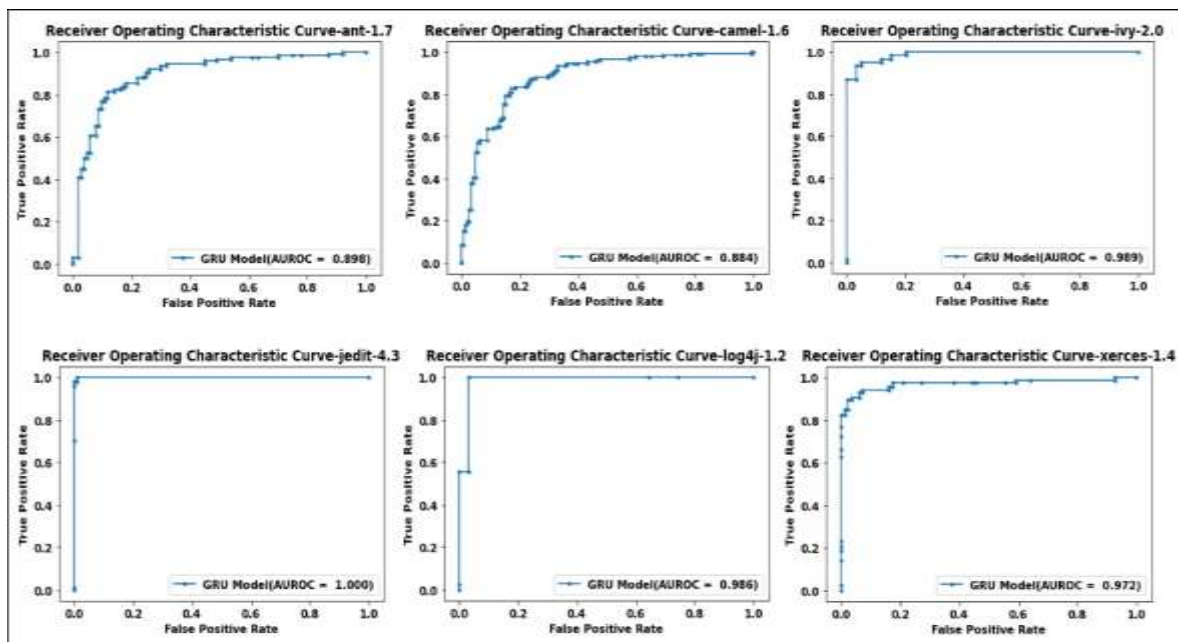 Receiver Operating Characteristic Curve-ant-1.7
True Positive Rate
1.0
0.8
0.6
0.4
0.2
0.0
GRU Model(AUROC = 0.898)
0.0 0.2 0.4 0.6 0.8 1.0
False Positive Rate
Receiver Operating Characteristic Curve-camel-1.6
True Positive Rate
1.0
0.8
0.6
0.4
0.2
0.0
GRU Model(AUROC = 0.884)
0.0 0.2 0.4 0.6 0.8 1.0
False Positive Rate
Receiver Operating Characteristic Curve-ivy-2.0
True Positive Rate
1.0
0.8
0.6
0.4
0.2
0.0
GRU Model(AUROC = 0.989)
0.0 0.2 0.4 0.6 0.8 1.0
False Positive Rate
Receiver Operating Characteristic Curve-jedit-4.3
True Positive Rate
1.0
0.8
0.6
0.4
0.2
0.0
GRU Model(AUROC = 1.000)
0.0 0.2 0.4 0.6 0.8 1.0
False Positive Rate
Receiver Operating Characteristic Curve-log4j-1.2
True Positive Rate
1.0
0.8
0.6
0.4
0.2
0.0
GRU Model(AUROC = 0.986)
0.0 0.2 0.4 0.6 0.8 1.0
False Positive Rate
Receiver Operating Characteristic Curve-xerces-1.4
True Positive Rate
1.0
0.8
0.6
0.4
0.2
0.0
GRU Model(AUROC = 0.972)
0.0 0.2 0.4 0.6 0.8 1.0
False Positive Rate